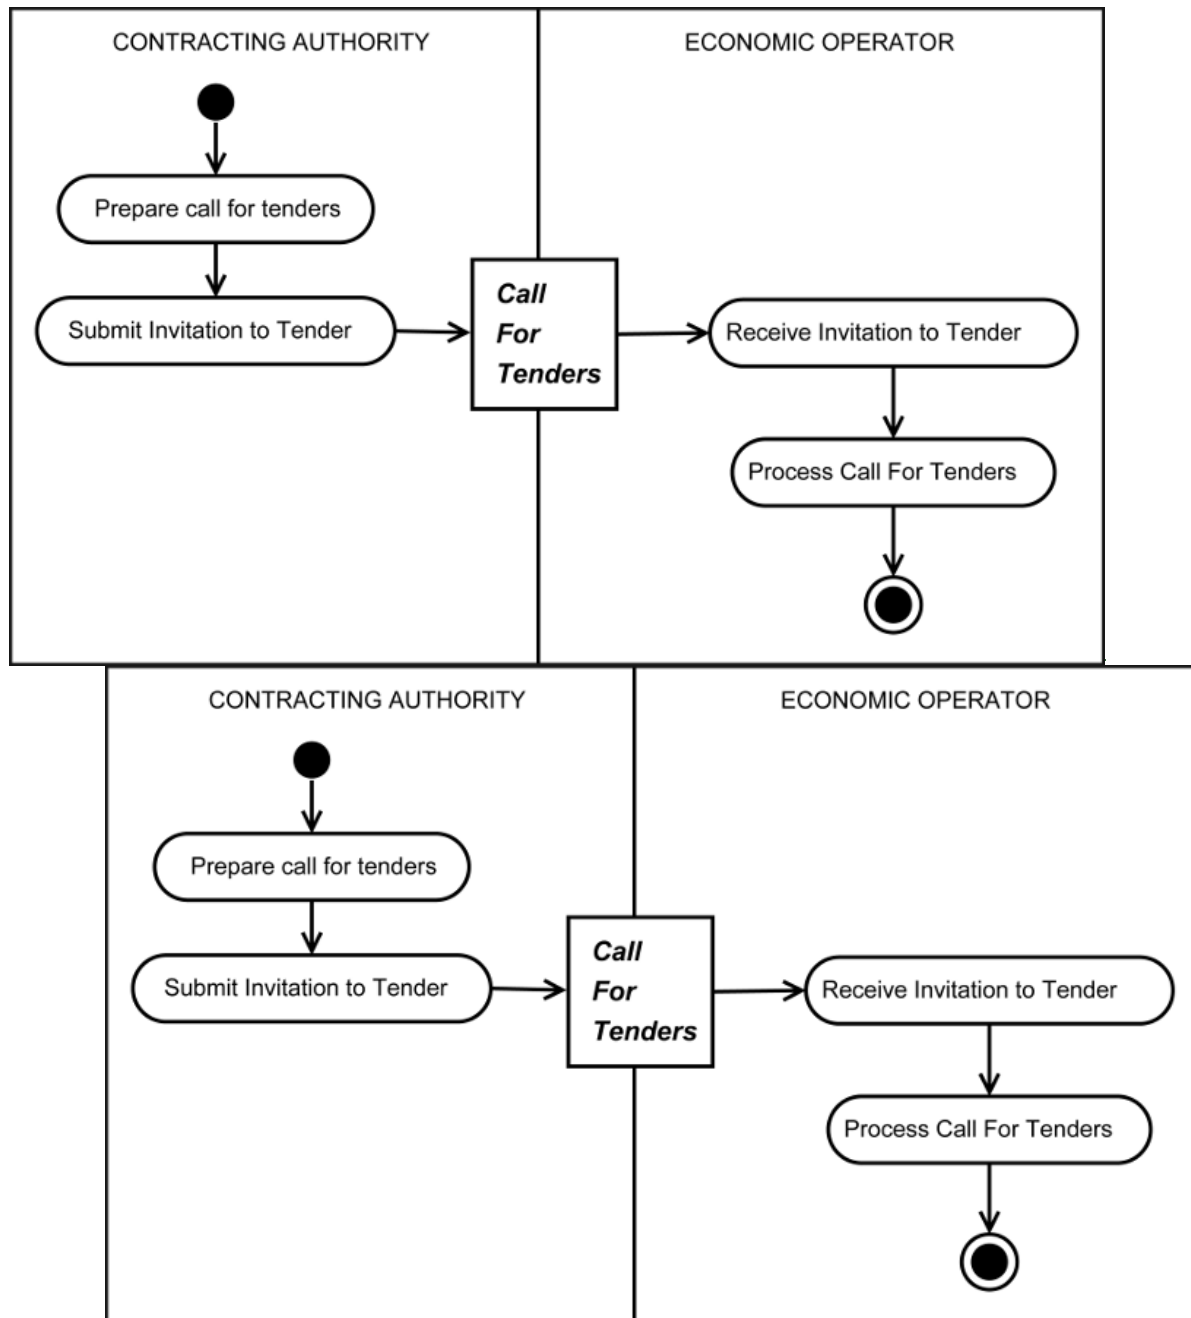 CONTRACTING AUTHORITY
ECONOMIC OPERATOR
Prepare call for tenders
Submit Invitation to Tender
Call
For
Tenders
Receive Invitation to Tender
Process Call For Tenders
CONTRACTING AUTHORITY
ECONOMIC OPERATOR
Prepare call for tenders
Submit Invitation to Tender
Call
For
Tenders
Receive Invitation to Tender
Process Call For Tenders